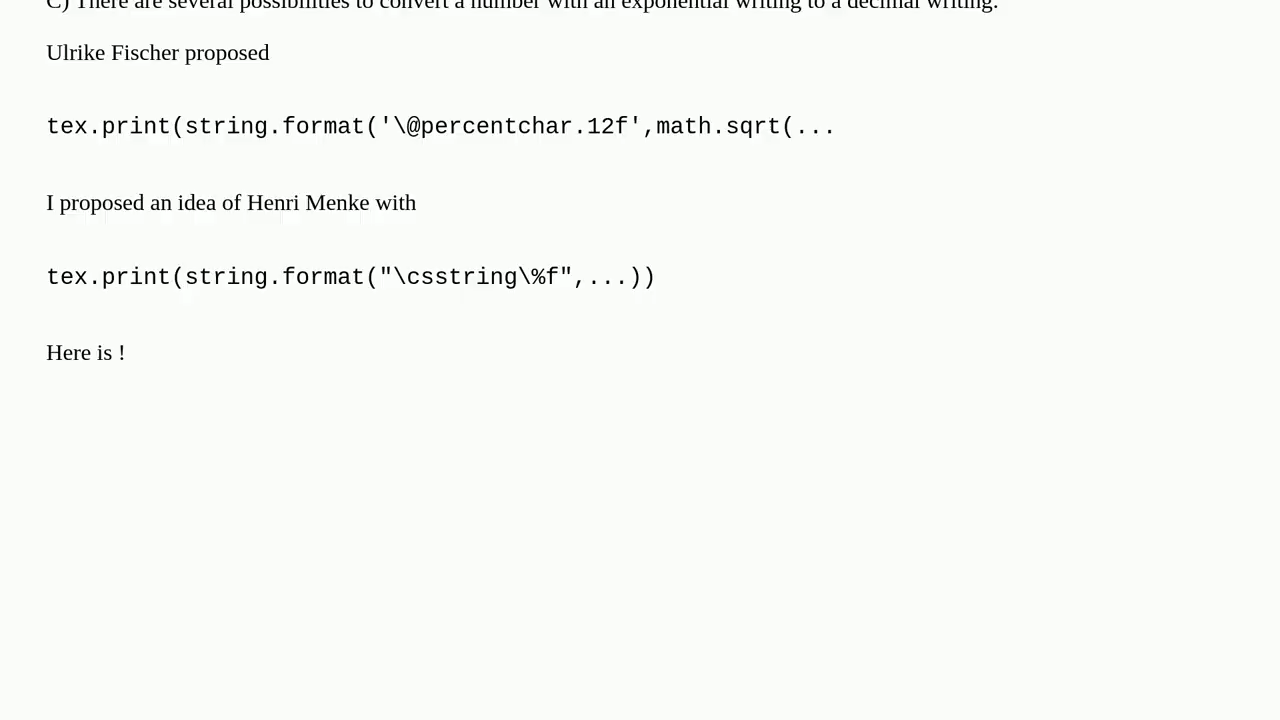 C) There are several possibilities to convert a number with an exponential writing to a decimal writing.
Ulrike Fischer proposed
tex.print(string.format('\@percentchar.12f',math.sqrt(...
I proposed an idea of Henri Menke with
tex.print(string.format("\csstring\%f",...))
Here is !